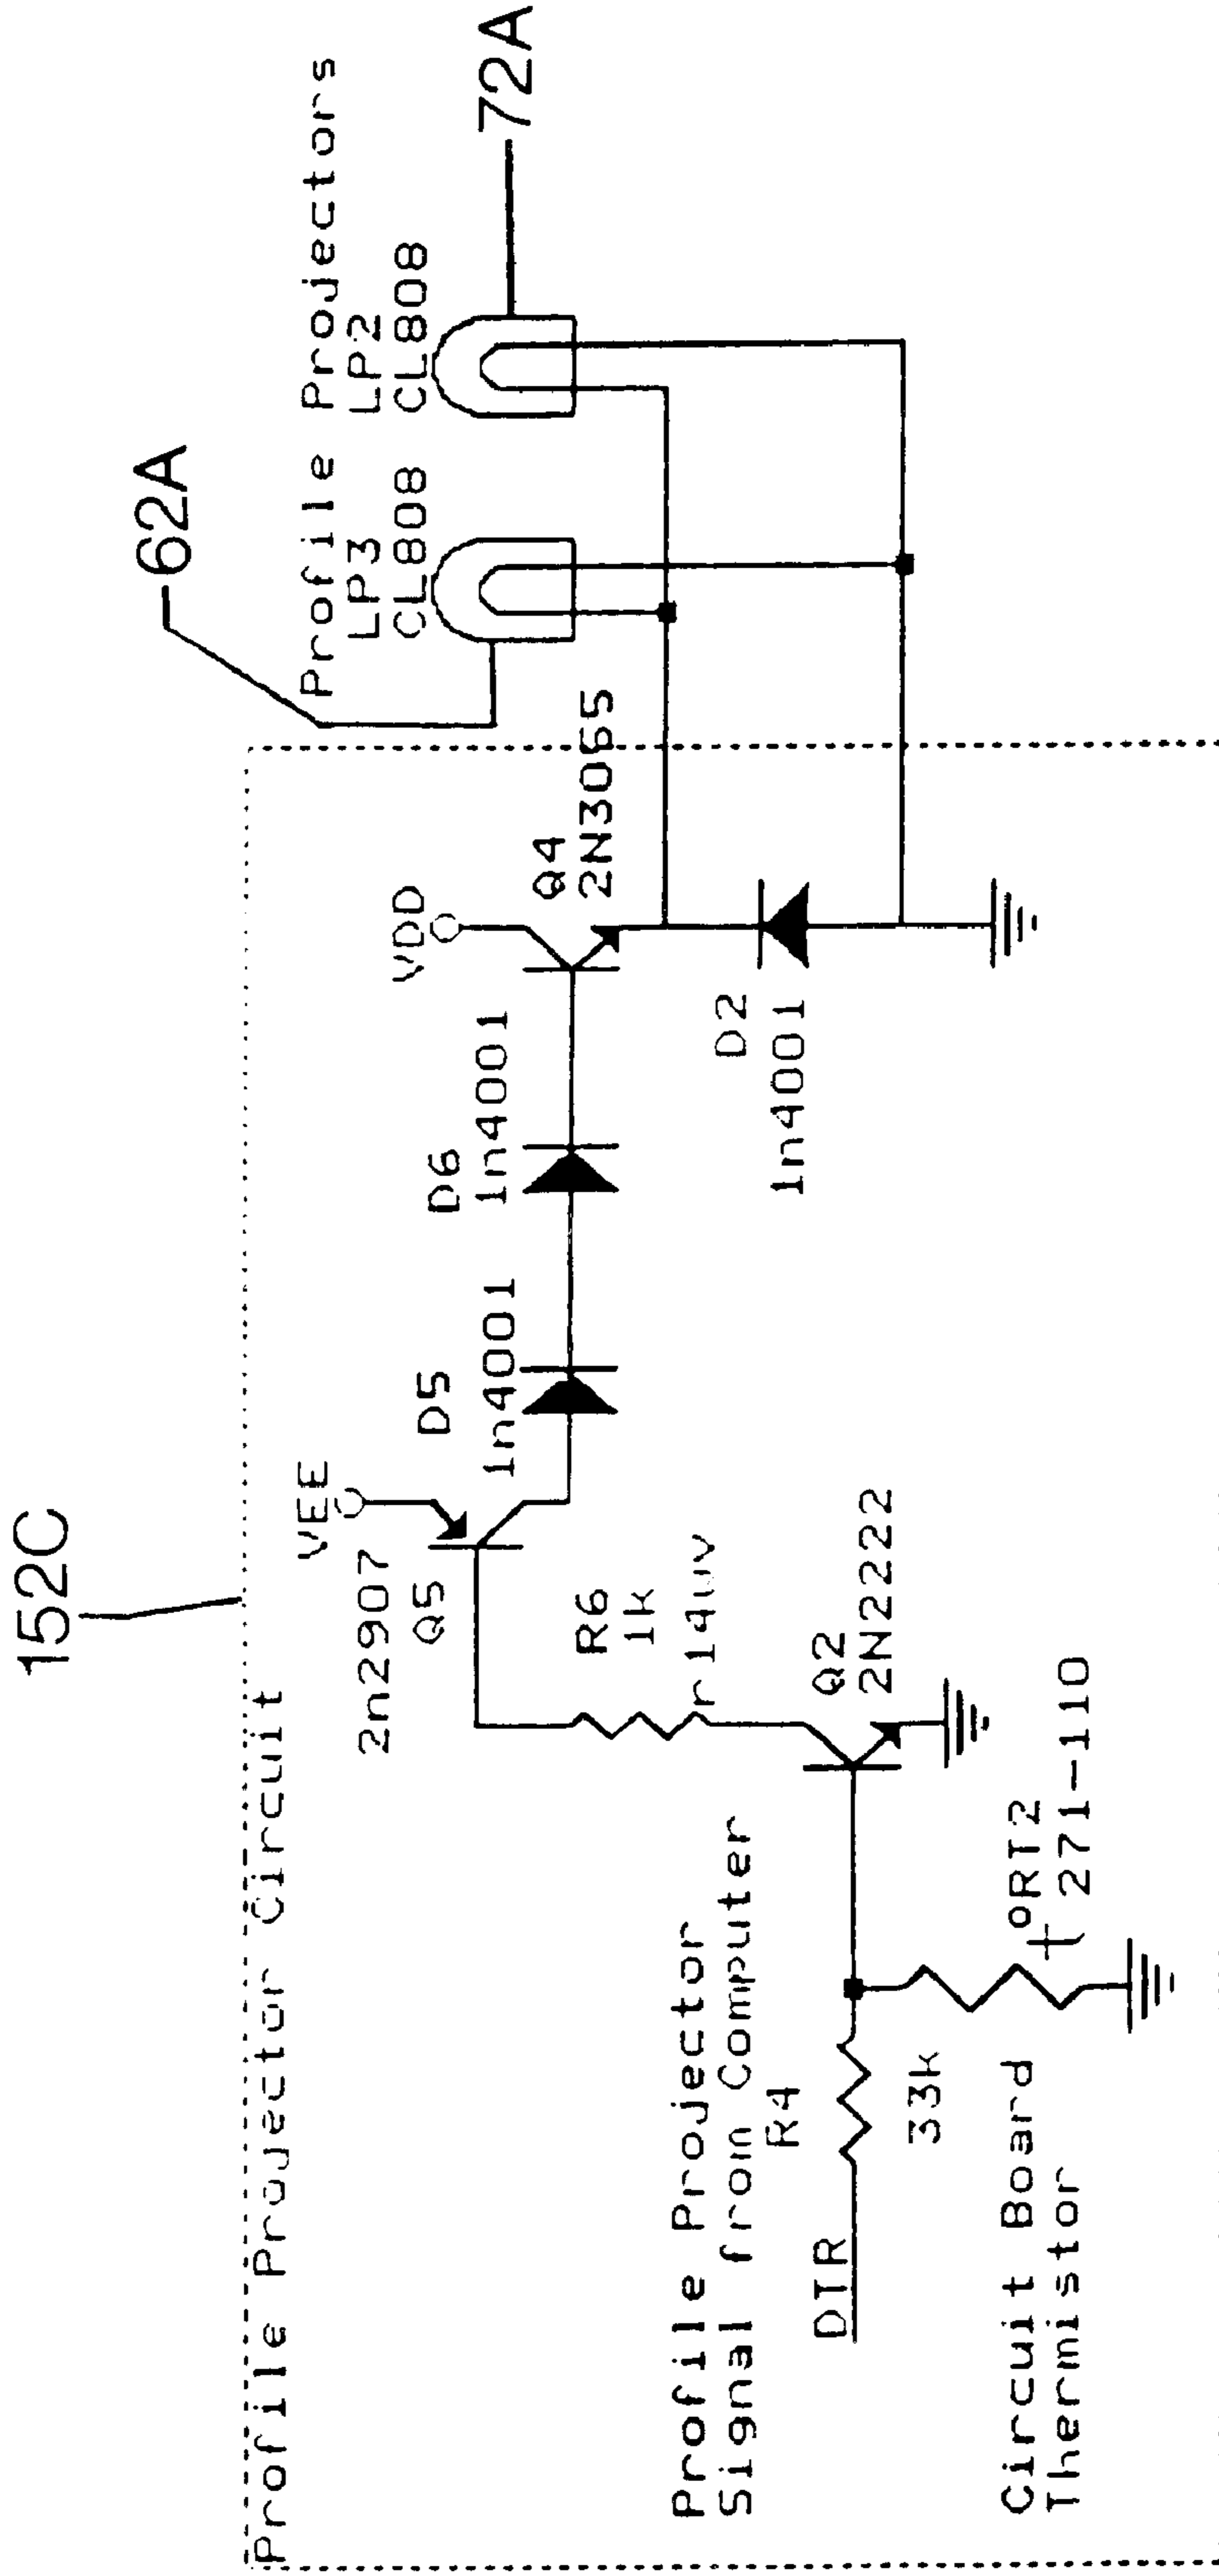 152C
Profile Projector Circuit
62A
Profile Projectors
LP3
CL808
LP2
CL808
72A
VEE
2n2907
Q5
D5
1n4001
D6
1n4001
VDD
Q4
2N3055
R6
1k
r14wv
D2
1n4001
Profile Projector
Signal from Computer
R4
DTR
33k
Q2
2N2222
Circuit Board
Thermistor
t°RT2
271-110